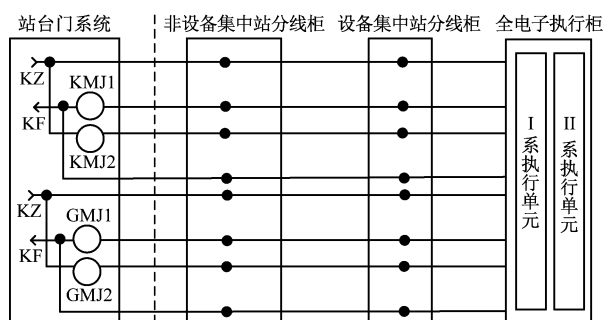 站台门系统 非设备集中站分线柜 设备集中站分线柜 全电子执行柜
KZ
KMJ1
KF
KMJ2
KZ
GMJ1
KF
GMJ2
I系执行单元
II系执行单元